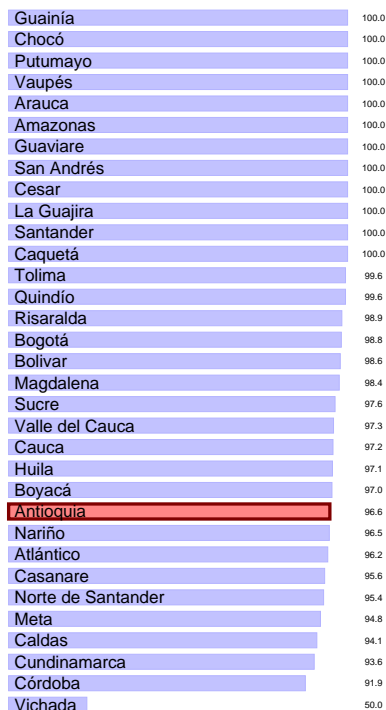 Guainía 100.0
Chocó 100.0
Putumayo 100.0
Vaupés 100.0
Arauca 100.0
Amazonas 100.0
Guaviare 100.0
San Andrés 100.0
Cesar 100.0
La Guajira 100.0
Santander 100.0
Caquetá 100.0
Tolima 99.6
Quindío 99.6
Risaralda 98.9
Bogotá 98.8
Bolivar 98.6
Magdalena 98.4
Sucre 97.6
Valle del Cauca 97.3
Cauca 97.2
Huila 97.1
Boyacá 97.0
Antioquia 96.6
Nariño 96.5
Atlántico 96.2
Casanare 95.6
Norte de Santander 95.4
Meta 94.8
Caldas 94.1
Cundinamarca 93.6
Córdoba 91.9
Vichada 50.0